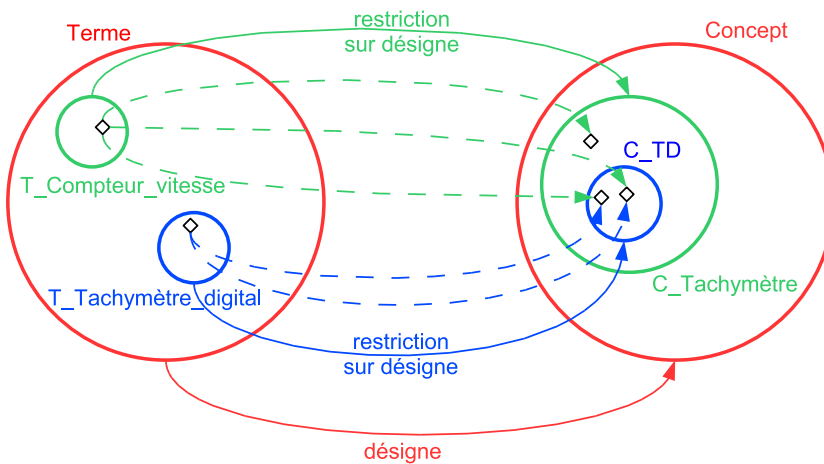 restriction
sur désigne
Terme
Concept
C_TD
T_Compteur_vitesse
C_Tachymètre
T_Tachymètre_digital
restriction
sur désigne
désigne